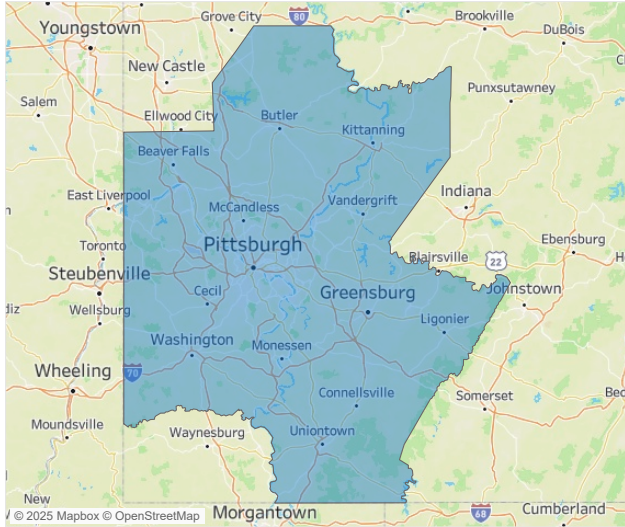 Grove City
80
Brookville
Youngstown
DuBois
New Castle
Punxsutawney
Salem
Ellwood City
Butler
Kittanning
Beaver Falls
Indiana
East Liverpool
McCandless
Vandergrift
Toronto
Pittsburgh
Ebensburg
Blairsville
22
Steubenville
Cecil
Greensburg
Johnstown
Wellsburg
Ligonier
Washington
Monessen
Wheeling
70
Connellsville
Somerset
Moundsville
Waynesburg
Uniontown
New
© 2025 Mapbox © OpenStreetMap
Morgantown
68
Cumberland